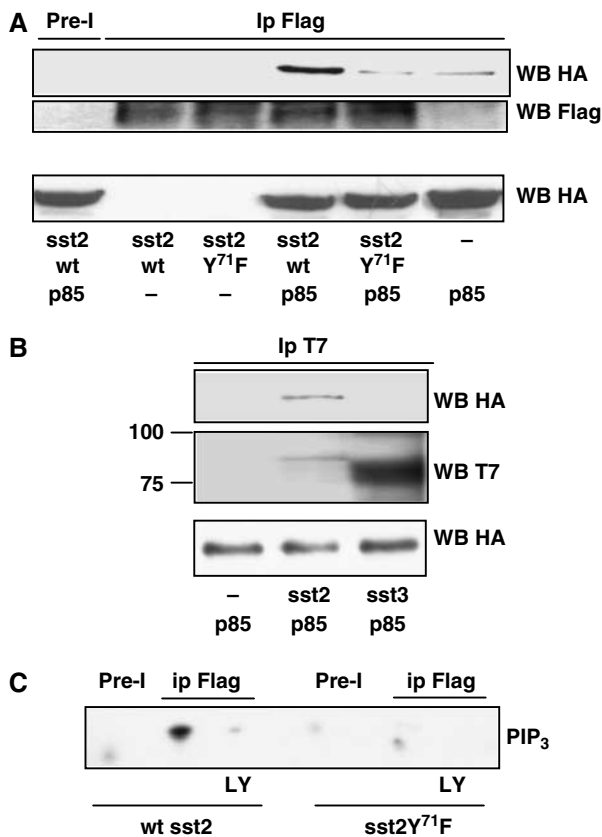 A
Pre-I Ip Flag
WB HA
WB Flag
WB HA
sst2 sst2 sst2 sst2 sst2 –
wt wt Y⁷¹F wt Y⁷¹F
p85 – – p85 p85 p85
B
Ip T7
WB HA
100
WB T7
75
WB HA
– sst2 sst3
p85 p85 p85
C
Pre-I ip Flag Pre-I ip Flag
PIP₃
LY LY
wt sst2 sst2Y⁷¹F